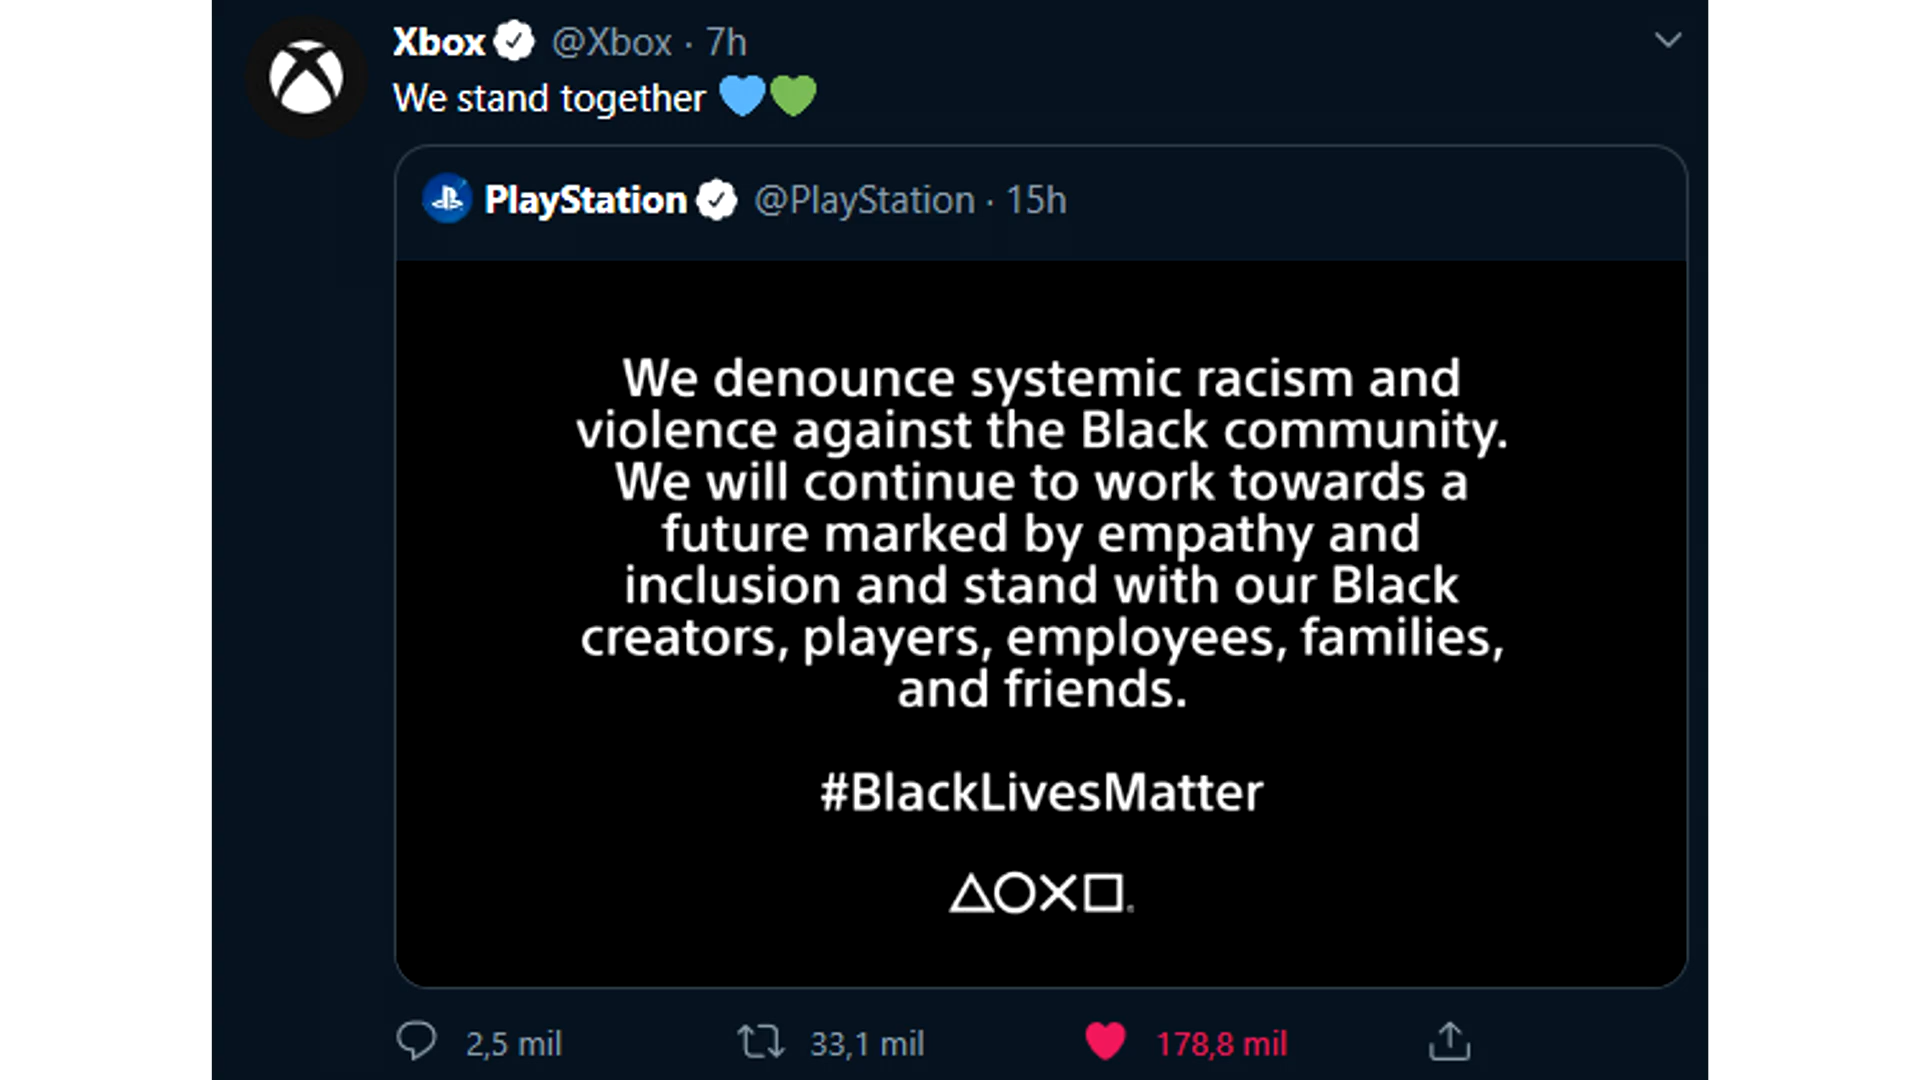 Xbox @Xbox · 7h
We stand together 💙💚
PlayStation @PlayStation · 15h
We denounce systemic racism and
violence against the Black community.
We will continue to work towards a
future marked by empathy and
inclusion and stand with our Black
creators, players, employees, families,
and friends.
#BlackLivesMatter
2,5 mil 33,1 mil 178,8 mil